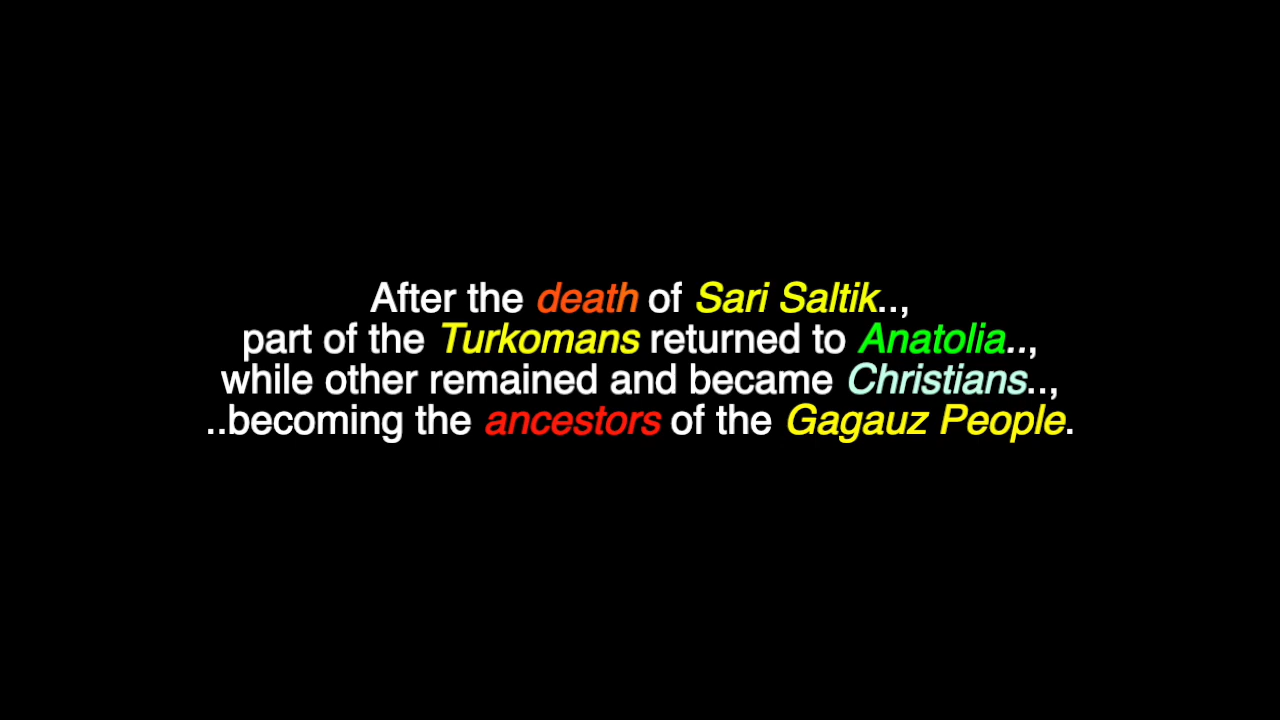 After the death of Sari Saltik..,
part of the Turkomans returned to Anatolia..,
while other remained and became Christians..,
..becoming the ancestors of the Gagauz People.